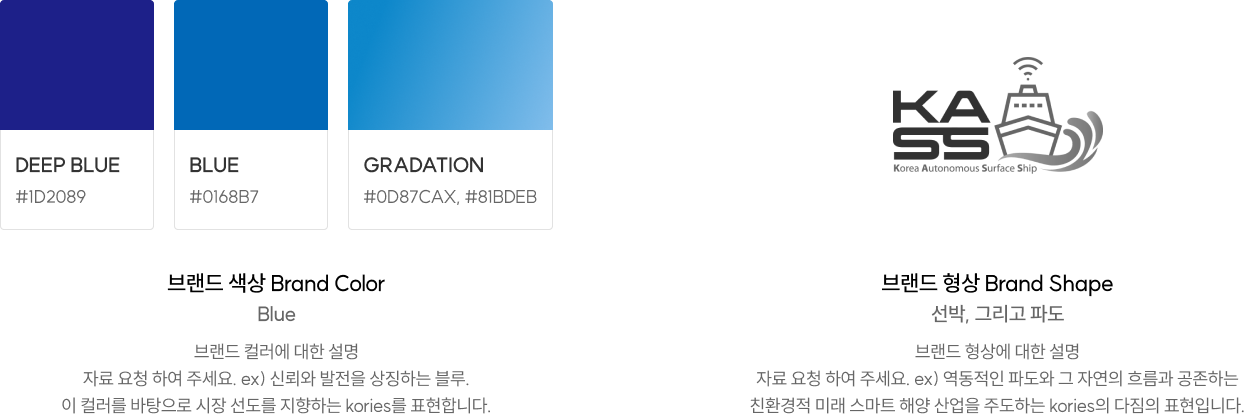 DEEP BLUE
#1D2089
BLUE
#0168B7
GRADATION
#0D87CAX, #81BDEB
브랜드 색상 Brand Color
Blue
브랜드 컬러에 대한 설명
자료 요청 하여 주세요. ex) 신뢰와 발전을 상징하는 블루.
이 컬러를 바탕으로 시장 선도를 지향하는 kories를 표현합니다.
KA
SS
Korea Autonomous Surface Ship
브랜드 형상 Brand Shape
선박, 그리고 파도
브랜드 형상에 대한 설명
자료 요청 하여 주세요. ex) 역동적인 파도와 그 자연의 흐름과 공존하는
친환경적 미래 스마트 해양 산업을 주도하는 kories의 다짐의 표현입니다.